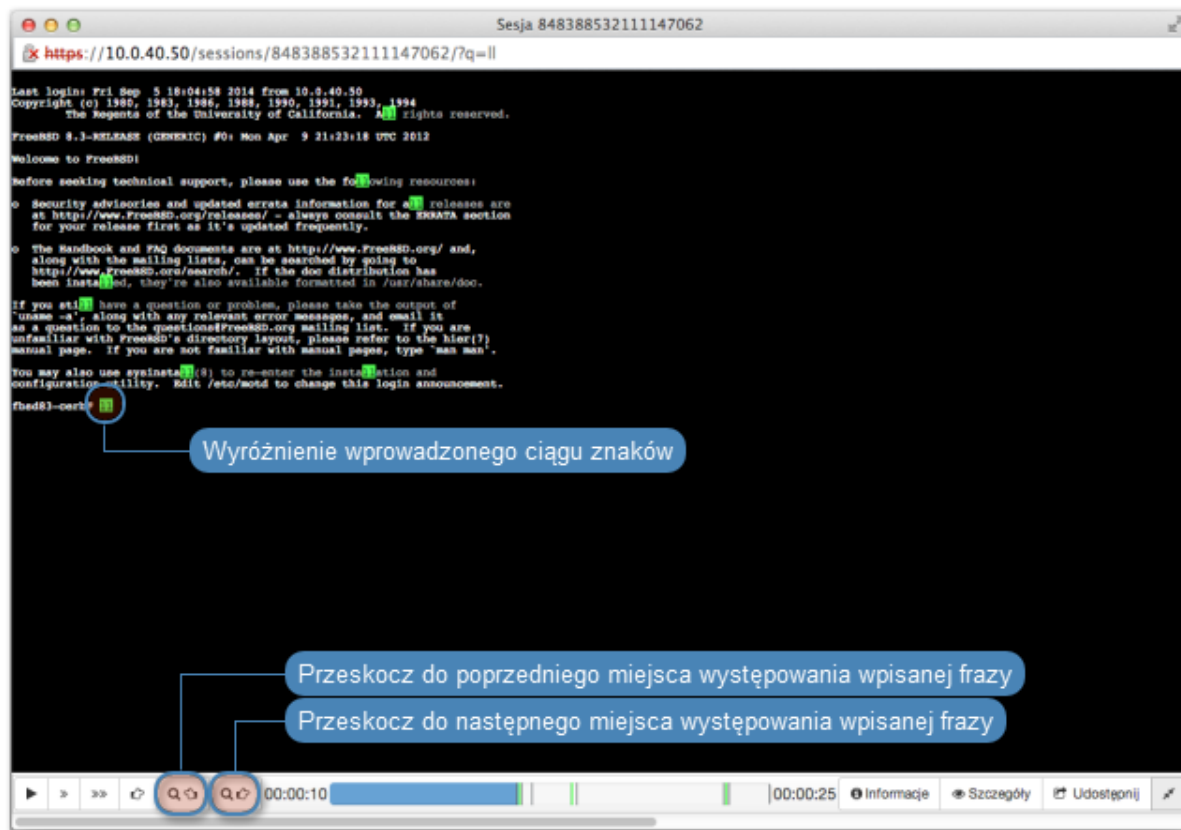 Sesja 848388532111147062
https://10.0.40.50/sessions/848388532111147062/?q=ll
Last login: Fri Sep  5 18:04:58 2014 from 10.0.40.50
Copyright (c) 1980, 1983, 1986, 1988, 1990, 1991, 1993, 1994
The Regents of the University of California.  All rights reserved.
FreeBSD 8.3-RELEASE (GENERIC) #0: Mon Apr  9 21:23:18 UTC 2012
Welcome to FreeBSD!
Before seeking technical support, please use the following resources:
o  Security advisories and updated errata information for all releases are
at http://www.FreeBSD.org/releases/ - always consult the ERRATA section
for your release first as it's updated frequently.
o  The Handbook and FAQ documents are at http://www.FreeBSD.org/ and,
along with the mailing lists, can be searched by going to
http://www.FreeBSD.org/search/.  If the doc distribution has
been installed, they're also available formatted in /usr/share/doc.
If you still have a question or problem, please take the output of
`uname -a', along with any relevant error messages, and email it
as a question to the questions@FreeBSD.org mailing list.  If you are
unfamiliar with FreeBSD's directory layout, please refer to the hier(7)
manual page.  If you are not familiar with manual pages, type `man man'.
You may also use sysinstall(8) to re-enter the installation and
configuration utility.  Edit /etc/motd to change this login announcement.
fbsd83-cerb# ll
Wyróżnienie wprowadzonego ciągu znaków
Przeskocz do poprzedniego miejsca występowania wpisanej frazy
Przeskocz do następnego miejsca występowania wpisanej frazy
00:00:10 00:00:25 Informacje Szczegóły Udostępnij